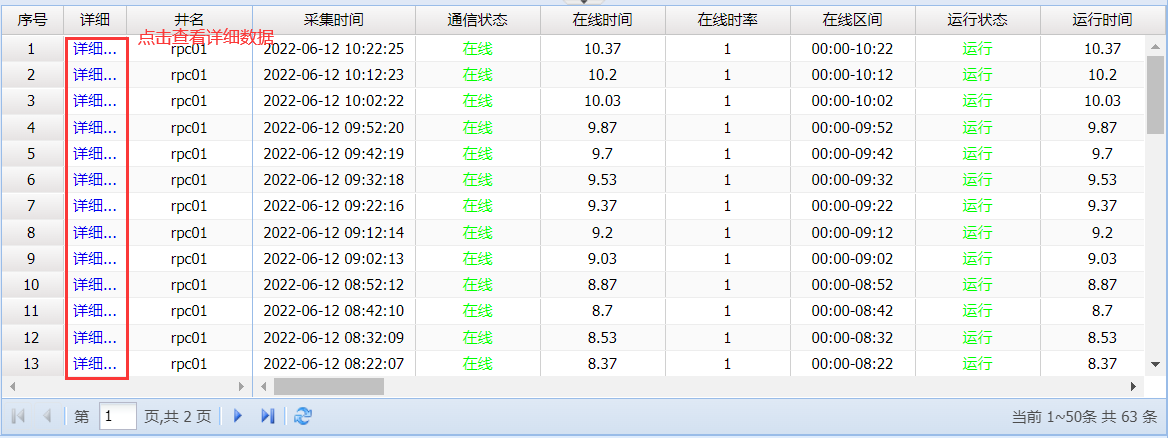 序号 详细 井名 采集时间 通信状态 在线时间 在线时率 在线区间 运行状态 运行时间
点击查看详细数据
1 详细... rpc01 2022-06-12 10:22:25 在线 10.37 1 00:00-10:22 运行 10.37
2 详细... rpc01 2022-06-12 10:12:23 在线 10.2 1 00:00-10:12 运行 10.2
3 详细... rpc01 2022-06-12 10:02:22 在线 10.03 1 00:00-10:02 运行 10.03
4 详细... rpc01 2022-06-12 09:52:20 在线 9.87 1 00:00-09:52 运行 9.87
5 详细... rpc01 2022-06-12 09:42:19 在线 9.7 1 00:00-09:42 运行 9.7
6 详细... rpc01 2022-06-12 09:32:18 在线 9.53 1 00:00-09:32 运行 9.53
7 详细... rpc01 2022-06-12 09:22:16 在线 9.37 1 00:00-09:22 运行 9.37
8 详细... rpc01 2022-06-12 09:12:14 在线 9.2 1 00:00-09:12 运行 9.2
9 详细... rpc01 2022-06-12 09:02:13 在线 9.03 1 00:00-09:02 运行 9.03
10 详细... rpc01 2022-06-12 08:52:12 在线 8.87 1 00:00-08:52 运行 8.87
11 详细... rpc01 2022-06-12 08:42:10 在线 8.7 1 00:00-08:42 运行 8.7
12 详细... rpc01 2022-06-12 08:32:09 在线 8.53 1 00:00-08:32 运行 8.53
13 详细... rpc01 2022-06-12 08:22:07 在线 8.37 1 00:00-08:22 运行 8.37
第 1 页,共 2 页 当前 1~50条 共 63 条